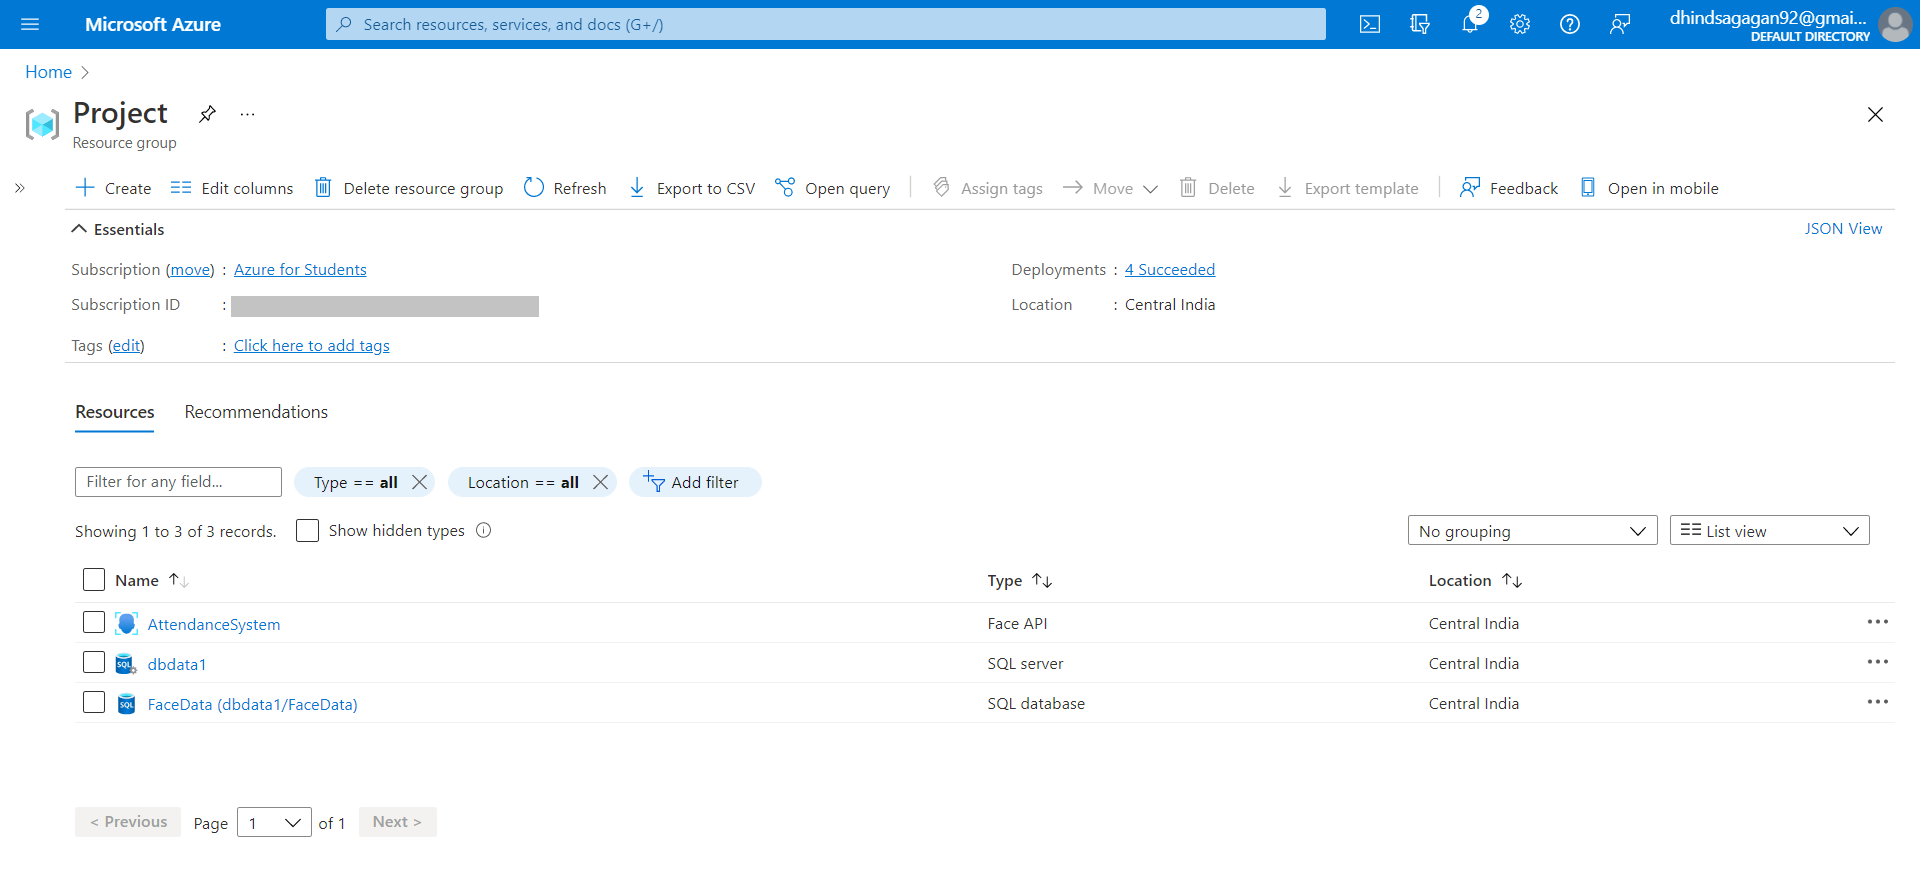 Microsoft Azure
Search resources, services, and docs (G+/)
2
dhindsagagan92@gmai...
DEFAULT DIRECTORY
Home
Project
Resource group
Create Edit columns Delete resource group Refresh Export to CSV Open query Assign tags Move Delete Export template Feedback Open in mobile
Essentials
JSON View
Subscription (move) : Azure for Students
Deployments : 4 Succeeded
Subscription ID :
Location : Central India
Tags (edit) : Click here to add tags
Resources Recommendations
Filter for any field... Type == all Location == all Add filter
Showing 1 to 3 of 3 records. Show hidden types
No grouping List view
Name Type Location
AttendanceSystem Face API Central India
SQL dbdata1 SQL server Central India
SQL FaceData (dbdata1/FaceData) SQL database Central India
< Previous Page 1 of 1 Next >